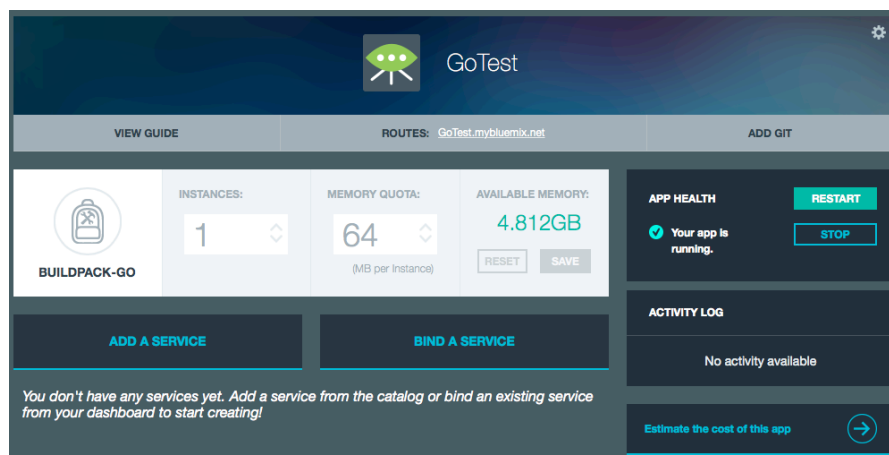 GoTest
VIEW GUIDE
ROUTES: GoTest.mybluemix.net
ADD GIT
BUILDPACK-GO
INSTANCES:
1
MEMORY QUOTA:
64
(MB per Instance)
AVAILABLE MEMORY:
4.812GB
RESET
SAVE
APP HEALTH
RESTART
Your app is
running.
STOP
ADD A SERVICE
BIND A SERVICE
You don't have any services yet. Add a service from the catalog or bind an existing service
from your dashboard to start creating!
ACTIVITY LOG
No activity available
Estimate the cost of this app